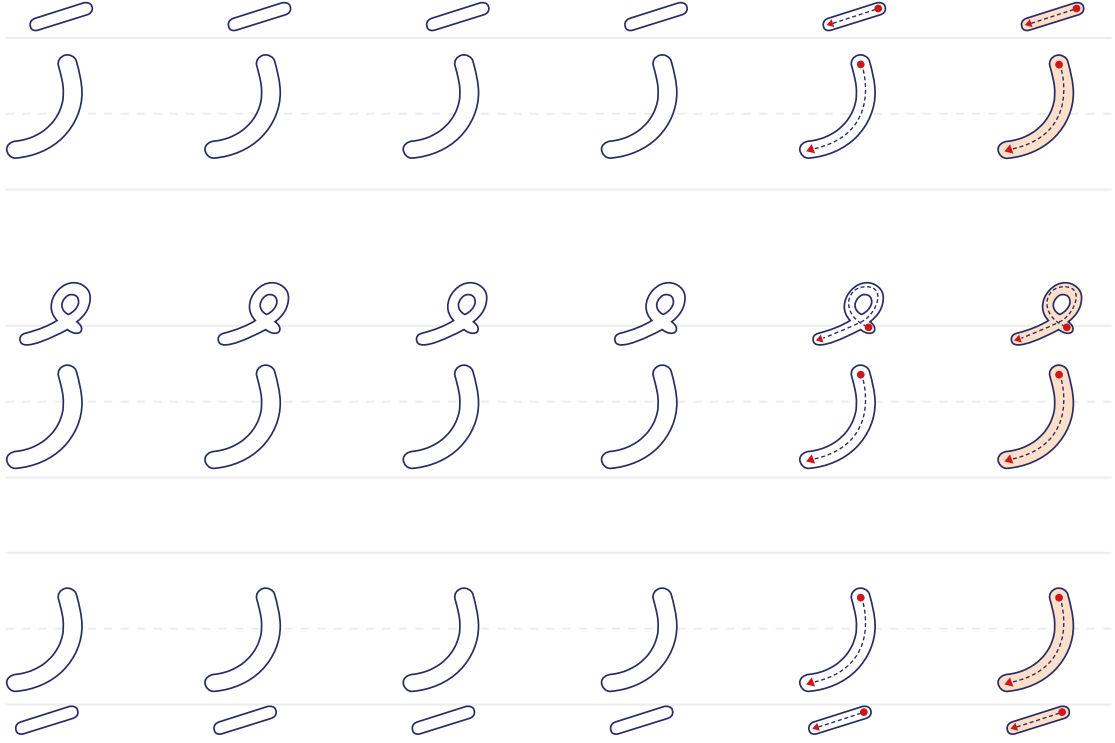 رَ رَ رَ رَ رَ رَ
رُ رُ رُ رُ رُ رُ
رِ رِ رِ رِ رِ رِ